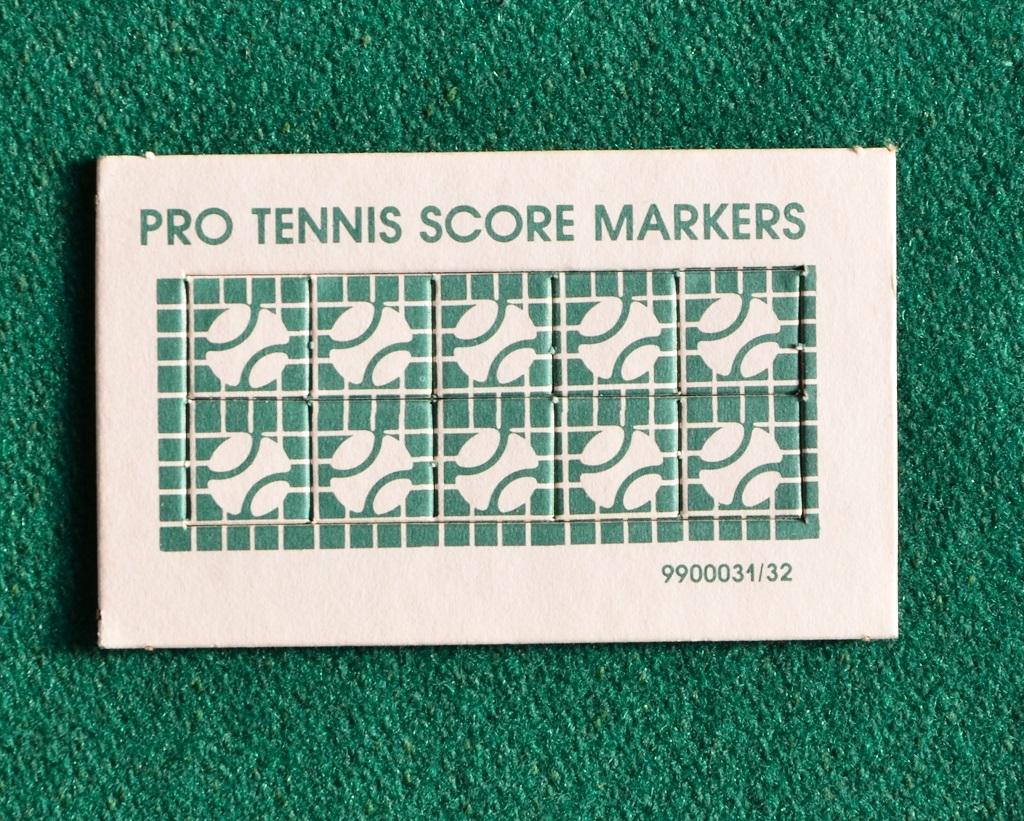 PRO TENNIS SCORE MARKERS
9900031/32